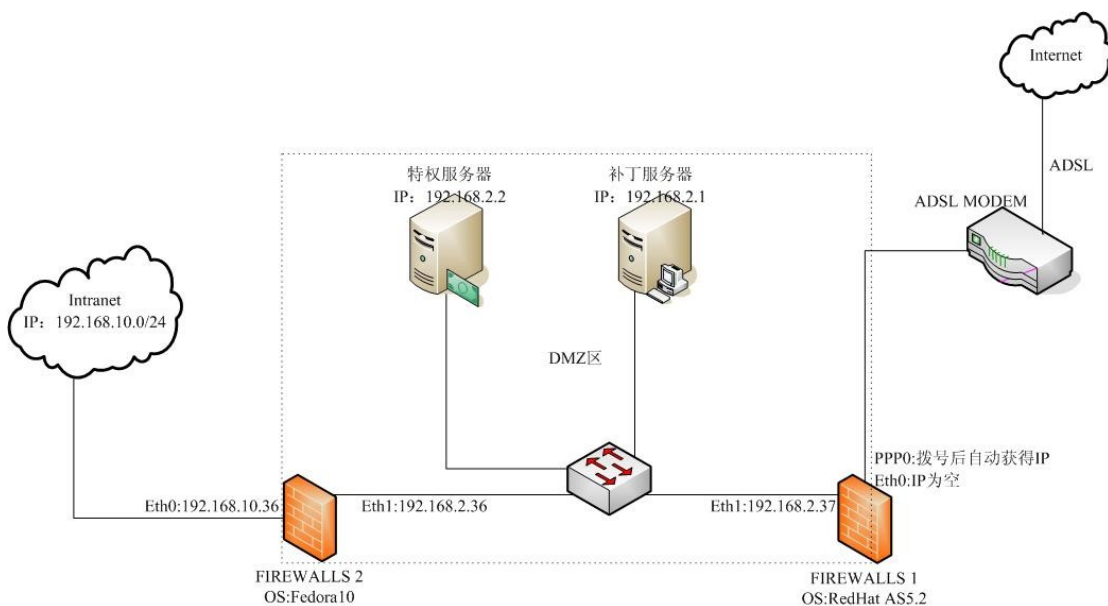 Internet
ADSL
ADSL MODEM
特权服务器
IP：192.168.2.2
补丁服务器
IP：192.168.2.1
Intranet
IP：192.168.10.0/24
DMZ区
PPP0:拨号后自动获得IP
Eth0:IP为空
Eth0:192.168.10.36
Eth1:192.168.2.36
Eth1:192.168.2.37
FIREWALLS 2
OS:Fedora10
FIREWALLS 1
OS:RedHat AS5.2